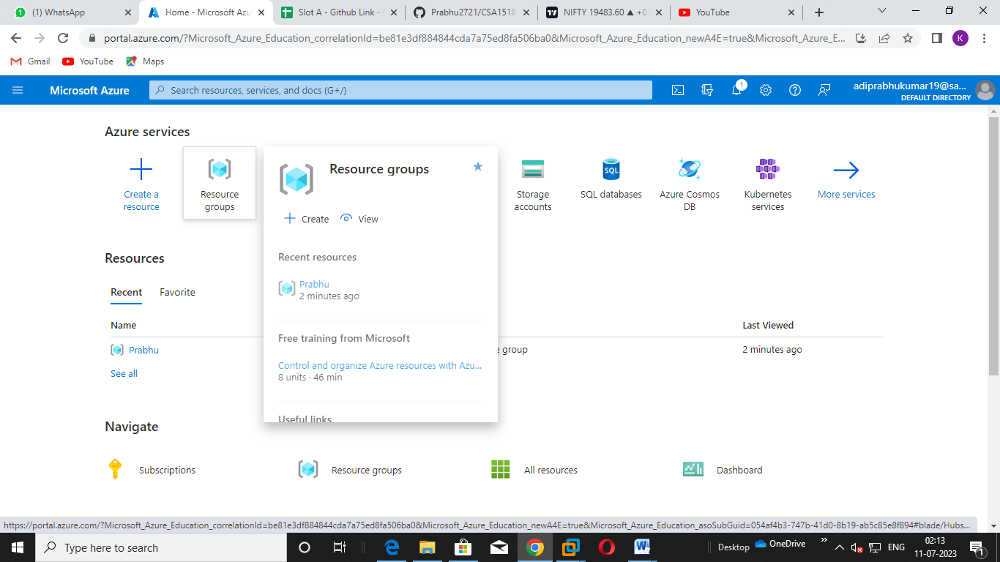 (1) WhatsApp
Home - Microsoft Azu
Slot A - Github Link -
Prabhu2721/CSA1518
NIFTY 19483.60 ▲ +0.
YouTube
portal.azure.com/?Microsoft_Azure_Education_correlationId=be81e3df884844cda7a75ed8fa506ba0&Microsoft_Azure_Education_newA4E=true&Microsoft_Azure_E...
K
Gmail
YouTube
Maps
Microsoft Azure
Search resources, services, and docs (G+/)
1
adiprabhukumar19@sa...
DEFAULT DIRECTORY
Azure services
Create a
resource
Resource
groups
Resource groups
Create
View
Recent resources
Prabhu
2 minutes ago
Free training from Microsoft
Control and organize Azure resources with Azu...
8 units · 46 min
Useful links
Storage
accounts
SQL
SQL databases
Azure Cosmos
DB
Kubernetes
services
More services
Resources
Recent
Favorite
Name
Last Viewed
Prabhu
e group
2 minutes ago
See all
Navigate
Subscriptions
Resource groups
All resources
Dashboard
https://portal.azure.com/?Microsoft_Azure_Education_correlationId=be81e3df884844cda7a75ed8fa506ba0&Microsoft_Azure_Education_newA4E=true&Microsoft_Azure_Education_asoSubGuid=054af4b3-747b-41d0-8b19-ab5c85e8f894#blade/Hubs...
Type here to search
Desktop
OneDrive
ENG
02:13
11-07-2023
1